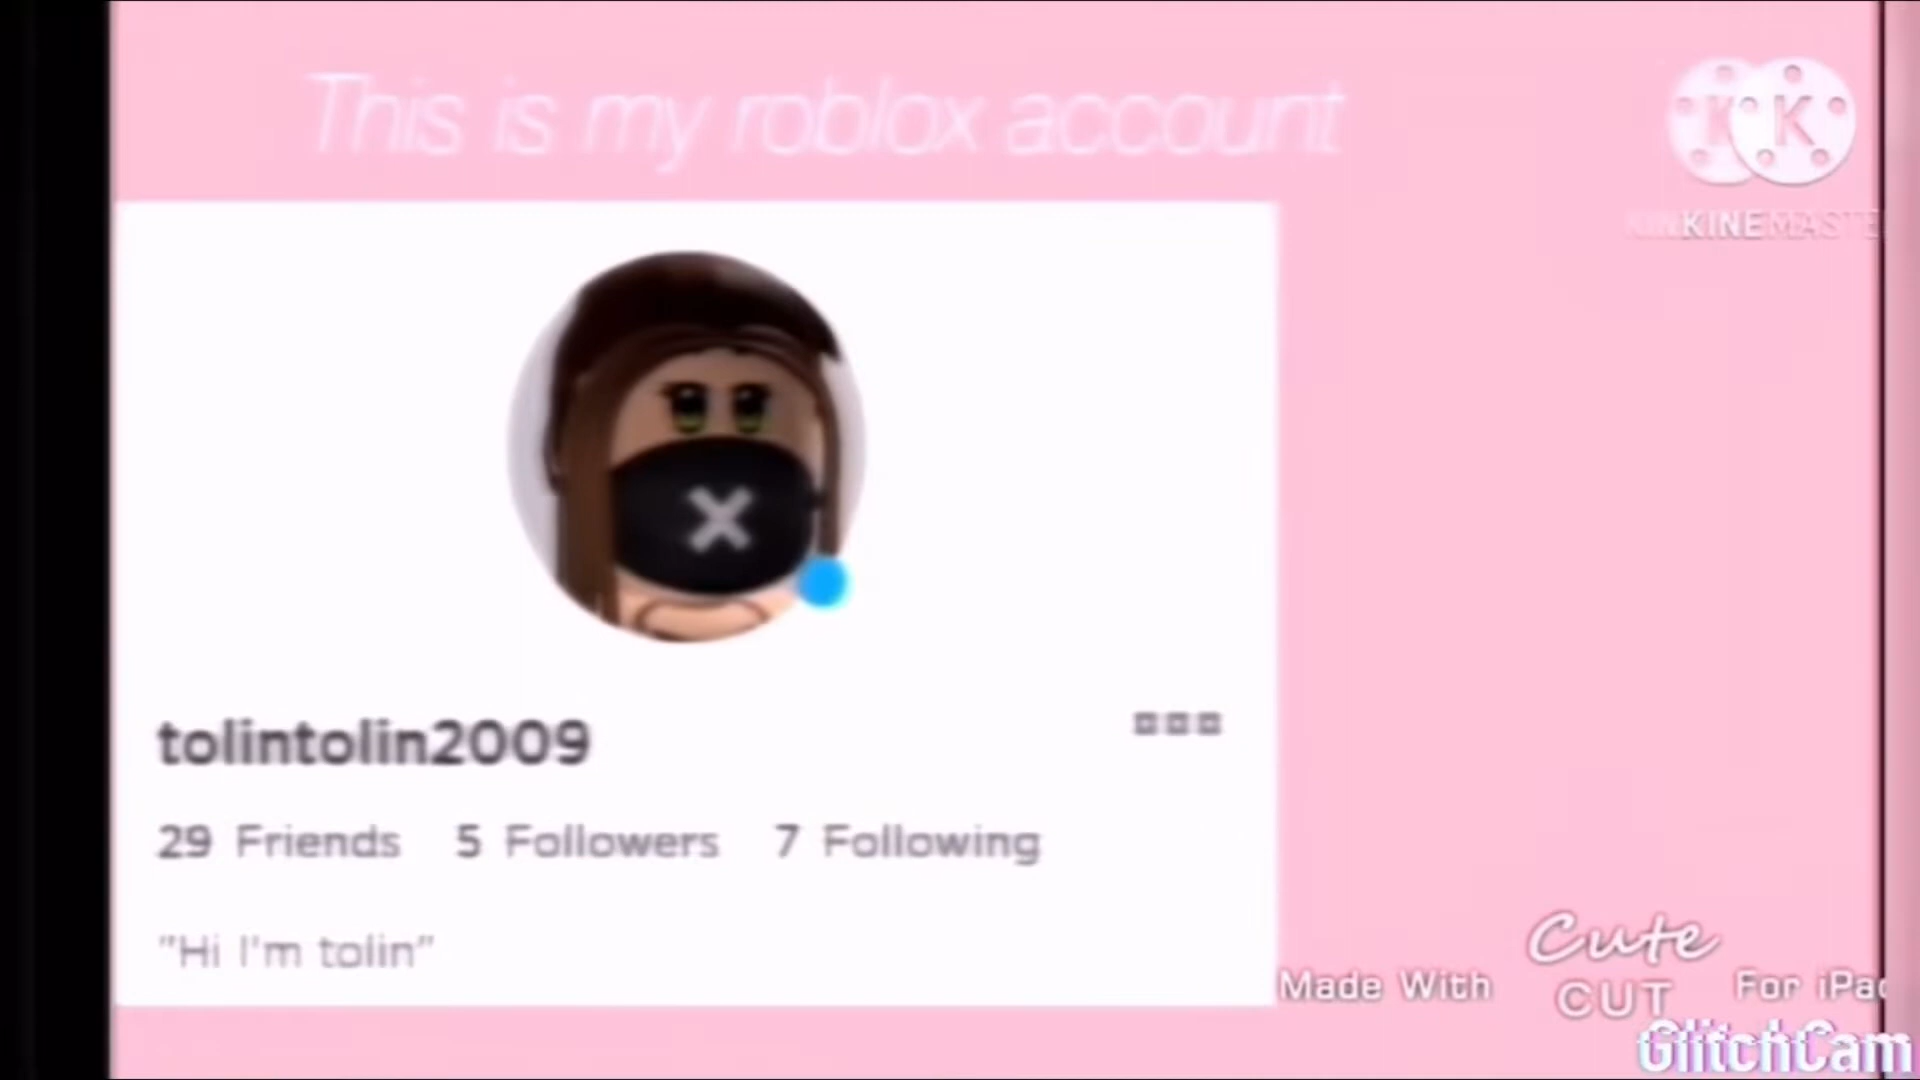 This is my roblox account
K K
KINEMASTE
tolintolin2009
29 Friends 5 Followers 7 Following
"Hi I'm tolin"
Made With Cute CUT For iPad
GlitchCam